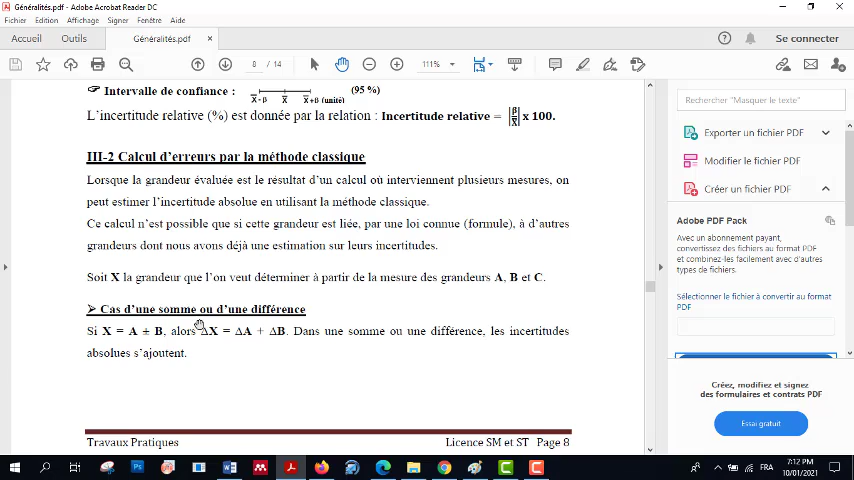 Généralités.pdf - Adobe Acrobat Reader DC
Fichier Edition Affichage Signer Fenêtre Aide
Accueil Outils Généralités.pdf × Se connecter
8 / 14 111%
☞ Intervalle de confiance : X-β X X+β (unité) (95 %)
L'incertitude relative (%) est donnée par la relation : Incertitude relative = |β/X| x 100.
III-2 Calcul d'erreurs par la méthode classique
Lorsque la grandeur évaluée est le résultat d'un calcul où interviennent plusieurs mesures, on
peut estimer l'incertitude absolue en utilisant la méthode classique.
Ce calcul n'est possible que si cette grandeur est liée, par une loi connue (formule), à d'autres
grandeurs dont nous avons déjà une estimation sur leurs incertitudes.
Soit X la grandeur que l'on veut déterminer à partir de la mesure des grandeurs A, B et C.
➢ Cas d'une somme ou d'une différence
Si X = A ± B, alors ΔX = ΔA + ΔB. Dans une somme ou une différence, les incertitudes
absolues s'ajoutent.
Travaux Pratiques Licence SM et ST Page 8
Rechercher "Masquer le texte"
Exporter un fichier PDF
Modifier le fichier PDF
Créer un fichier PDF
Adobe PDF Pack
Avec un abonnement payant,
convertissez des fichiers au format PDF
et combinez-les facilement avec d'autres
types de fichiers.
Sélectionner le fichier à convertir au format
PDF
Créez, modifiez et signez
des formulaires et contrats PDF
Essai gratuit
FRA
7:12 PM
10/01/2021